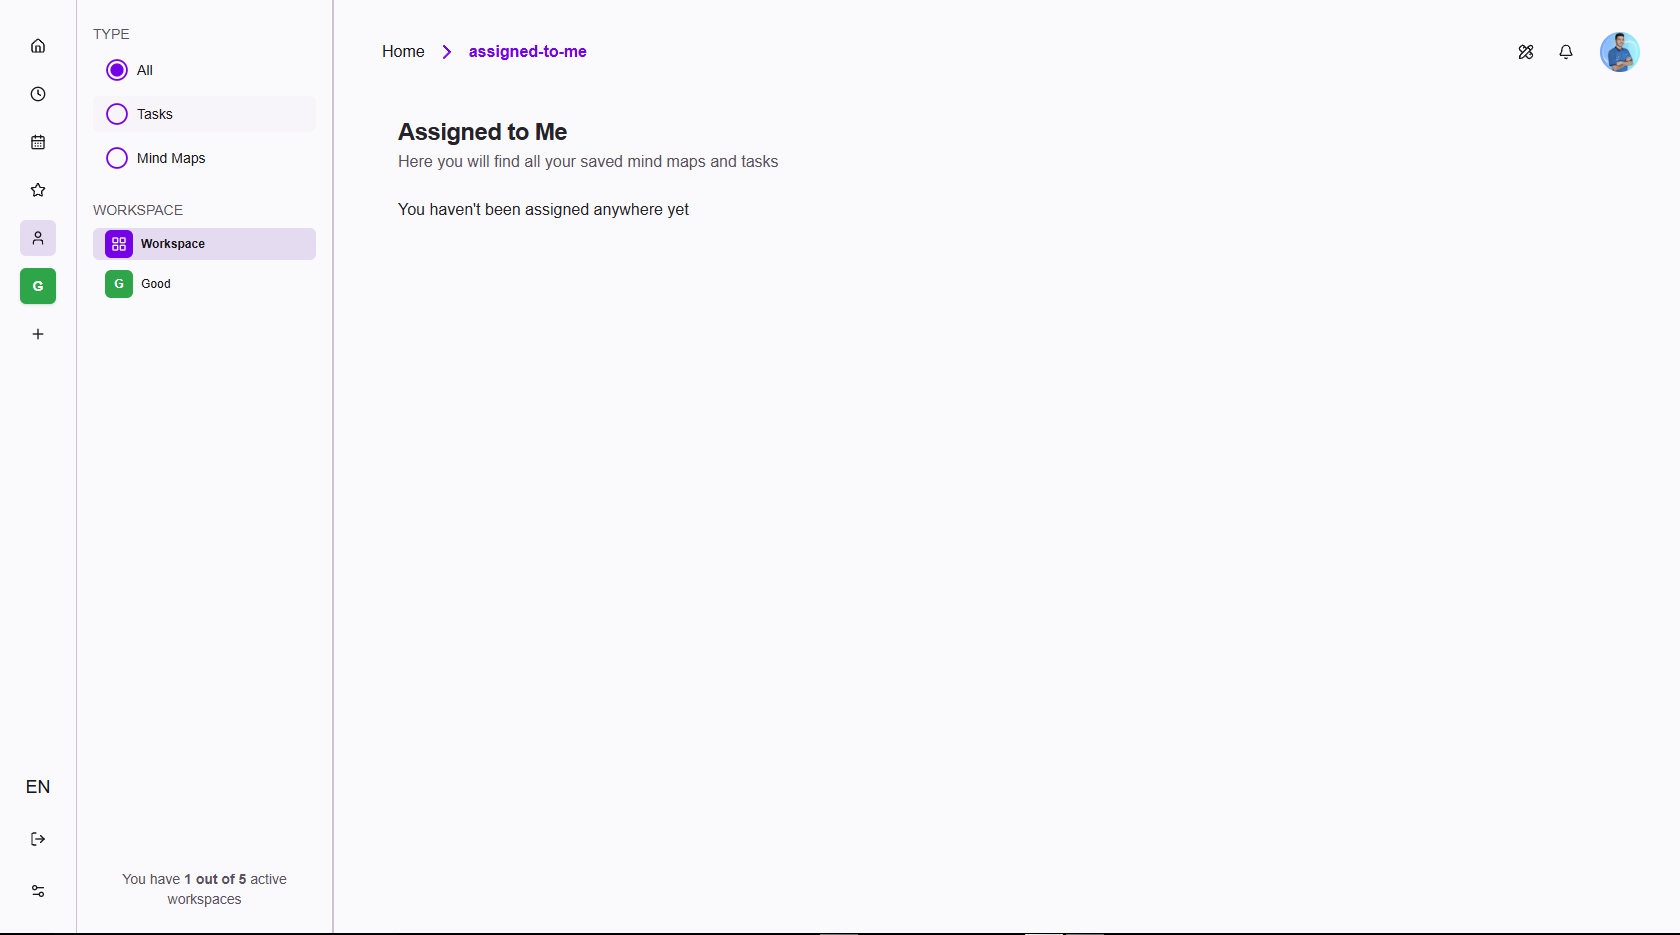 TYPE
All
Tasks
Mind Maps
WORKSPACE
Workspace
G
G Good
EN
You have 1 out of 5 active
workspaces
Home
assigned-to-me
Assigned to Me
Here you will find all your saved mind maps and tasks
You haven't been assigned anywhere yet